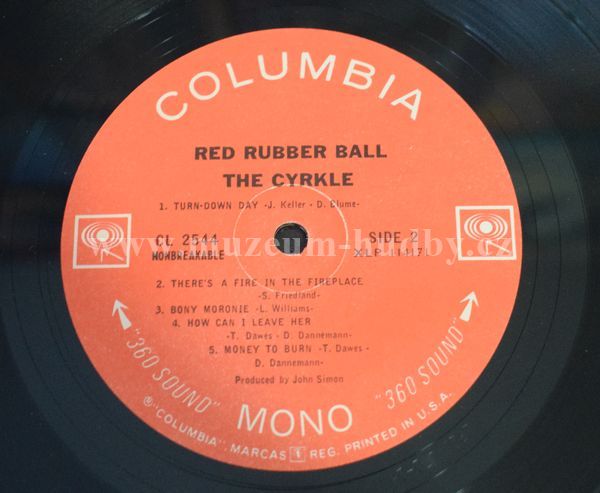 COLUMBIA
RED RUBBER BALL
THE CYRKLE
1. TURN-DOWN DAY -J. Keller - D. Blume-
CL 2544 SIDE 2
NONBREAKABLE XLP
www.muzeum-hudby.cz
2. THERE'S A FIRE IN THE FIREPLACE
-S. Friedland-
3. BONY MORONIE -L. Williams-
4. HOW CAN I LEAVE HER
-T. Dawes - D. Dannemann-
5. MONEY TO BURN -T. Dawes -
D. Dannemann-
Produced by John Simon
"360 SOUND" MONO "360 SOUND"
® "COLUMBIA", MARCAS REG. PRINTED IN U.S.A.